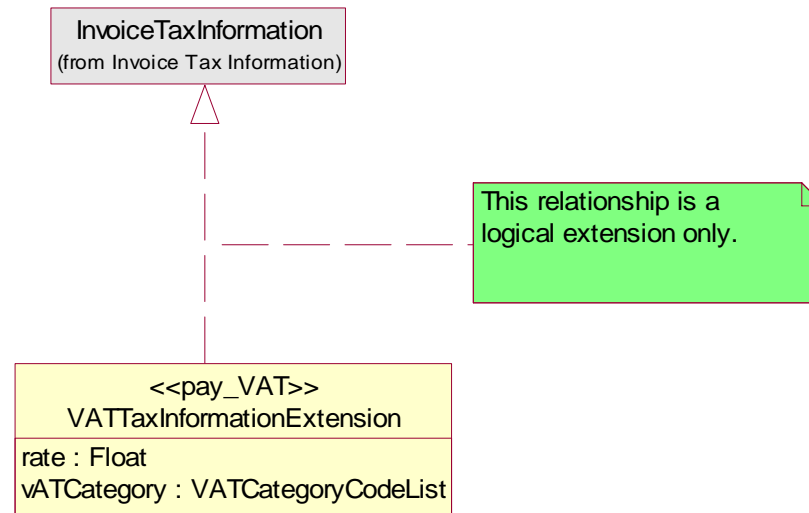 InvoiceTaxInformation
(from Invoice Tax Information)
This relationship is a
logical extension only.
<<pay_VAT>>
VATTaxInformationExtension
rate : Float
vATCategory : VATCategoryCodeList